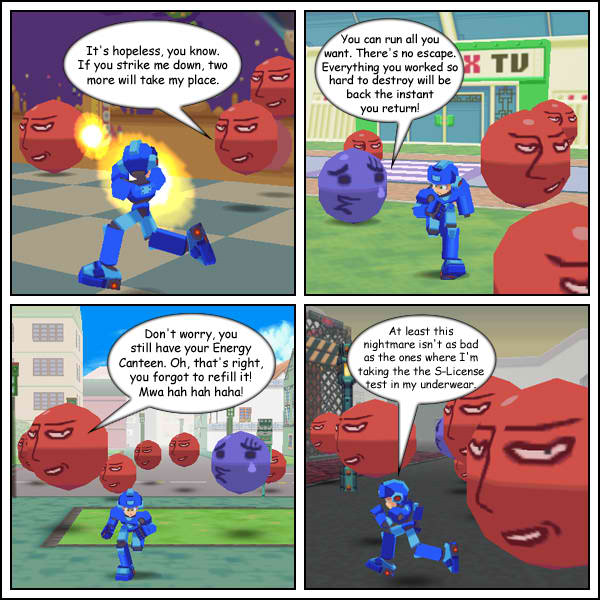 It's hopeless, you know.
If you strike me down, two
more will take my place.
You can run all you
want. There's no escape.
Everything you worked so
hard to destroy will be
back the instant
you return!
X TV
Don't worry, you
still have your Energy
Canteen. Oh, that's right,
you forgot to refill it!
Mwa hah hah haha!
At least this
nightmare isn't as bad
as the ones where I'm
taking the the S-License
test in my underwear.